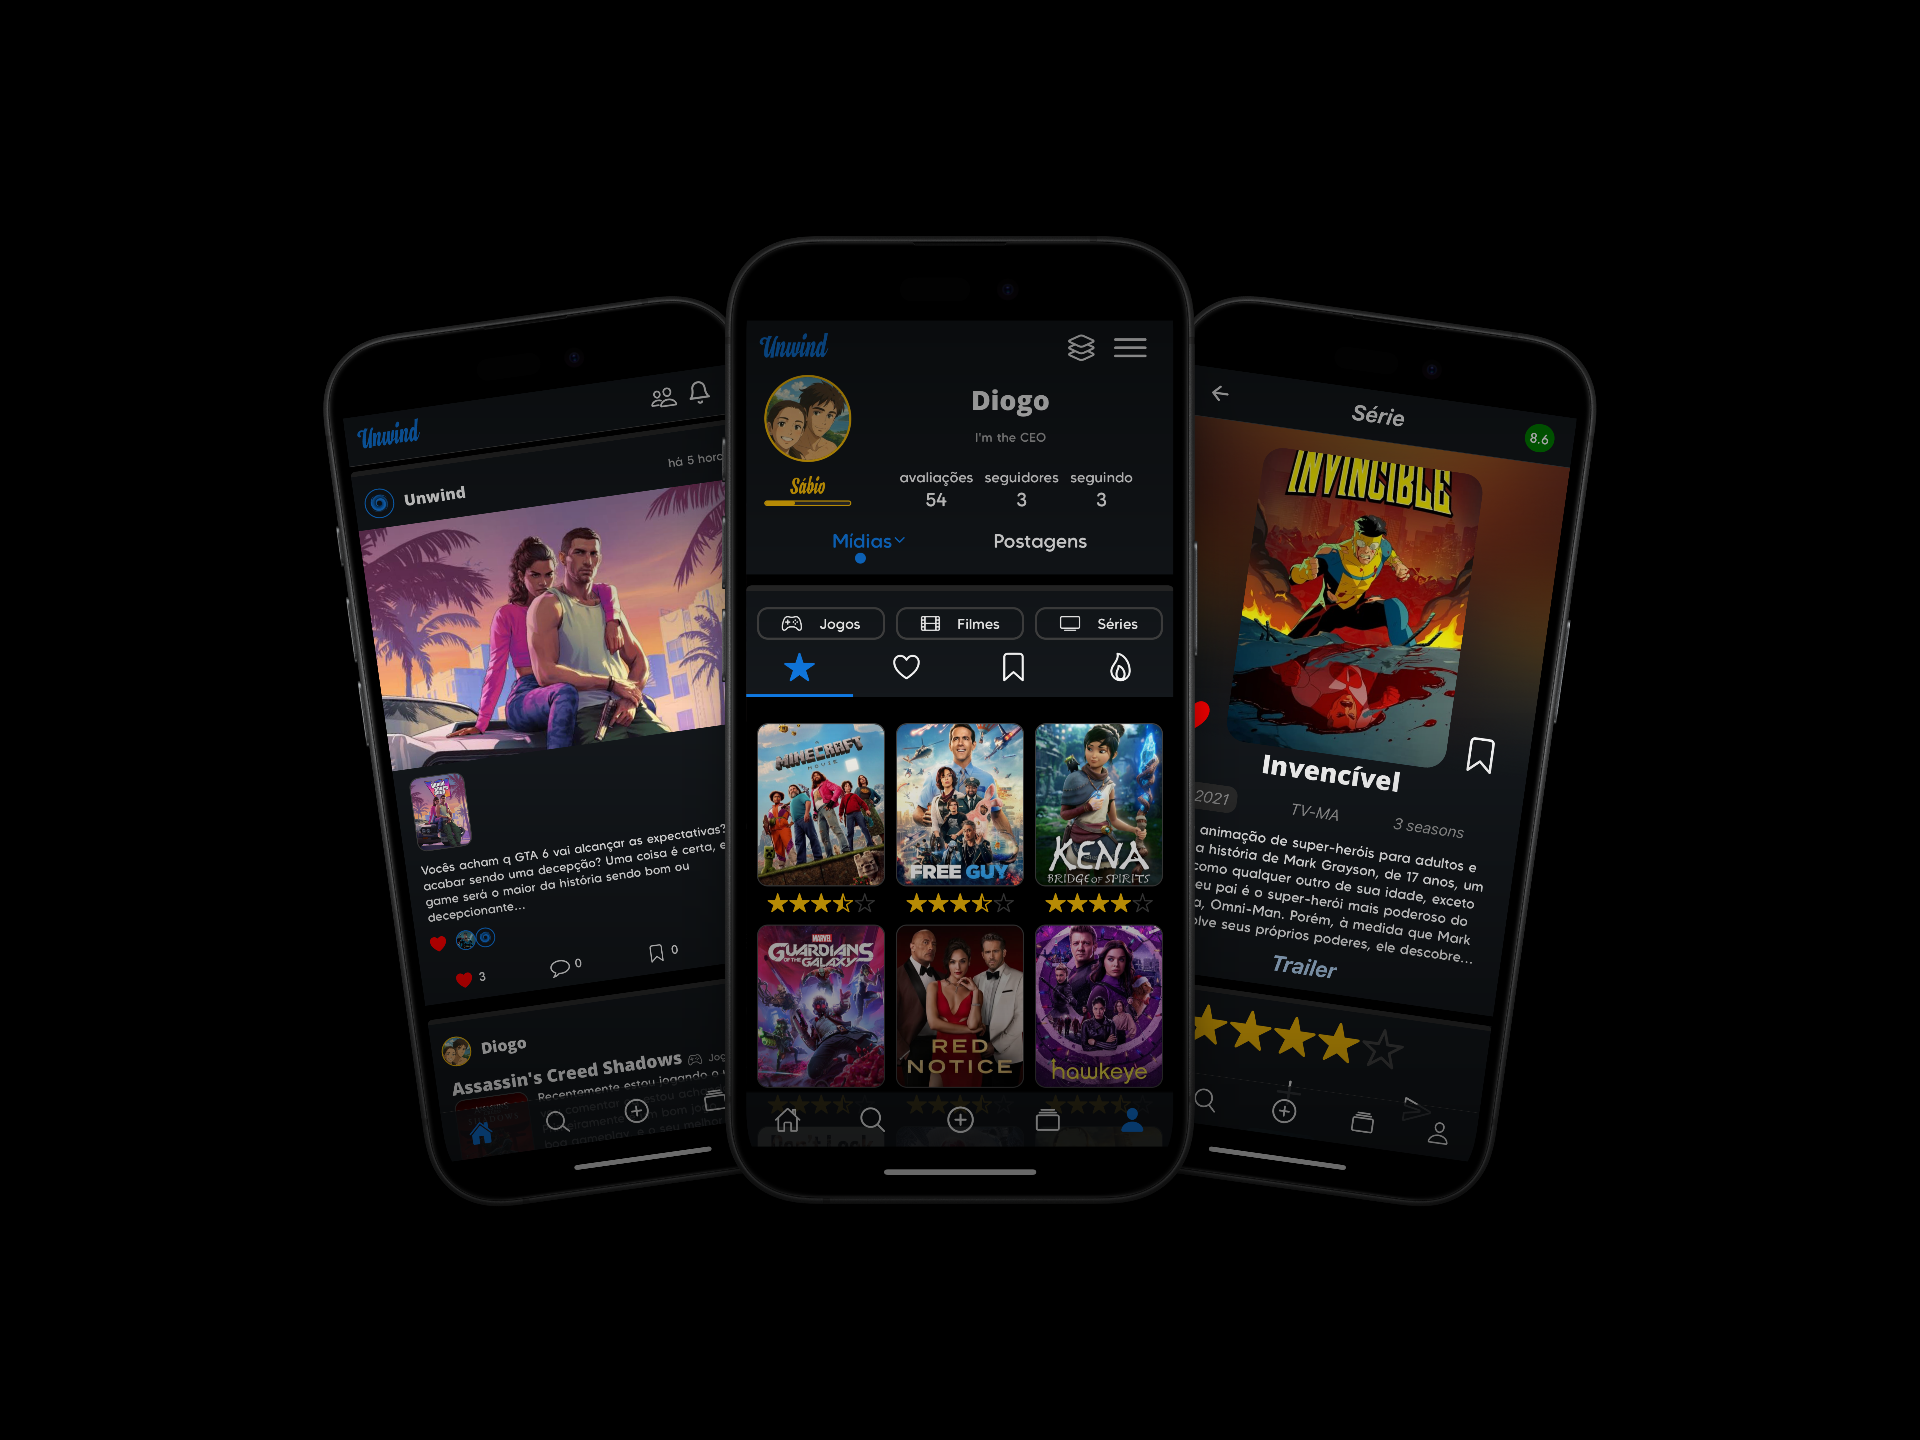 Unwind
há 5 hora
Unwind
Vocês acham q GTA 6 vai alcançar as expectativas?
acabar sendo uma decepção? Uma coisa é certa, e
game será o maior da história sendo bom ou
decepcionante...
3
0
0
Diogo
Assassin's Creed Shadows
Recentemente estou jogando o
Unwind
Diogo
I'm the CEO
Sábio
avaliações seguidores seguindo
54 3 3
Mídias Postagens
Jogos Filmes Séries
MINECRAFT
MOVIE
FREE GUY
KENA
BRIDGE OF SPIRITS
MARVEL
GUARDIANS
OF THE GALAXY
RED
NOTICE
hawkeye
Don't Look
Série
8.6
INVINCIBLE
Invencível
2021 TV-MA 3 seasons
animação de super-heróis para adultos e
a história de Mark Grayson, de 17 anos, um
como qualquer outro de sua idade, exceto
eu pai é o super-herói mais poderoso do
a, Omni-Man. Porém, à medida que Mark
olve seus próprios poderes, ele descobre...
Trailer